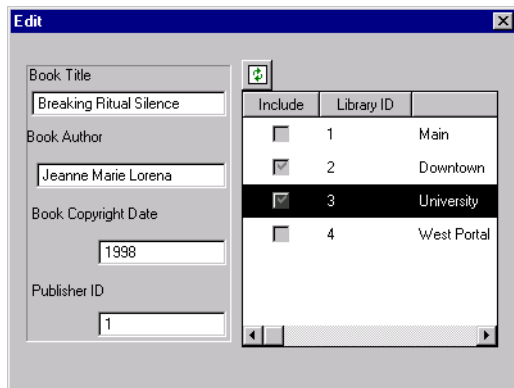 Edit
Book Title
Breaking Ritual Silence
Book Author
Jeanne Marie Lorena
Book Copyright Date
1998
Publisher ID
1
Include Library ID
1 Main
2 Downtown
3 University
4 West Portal